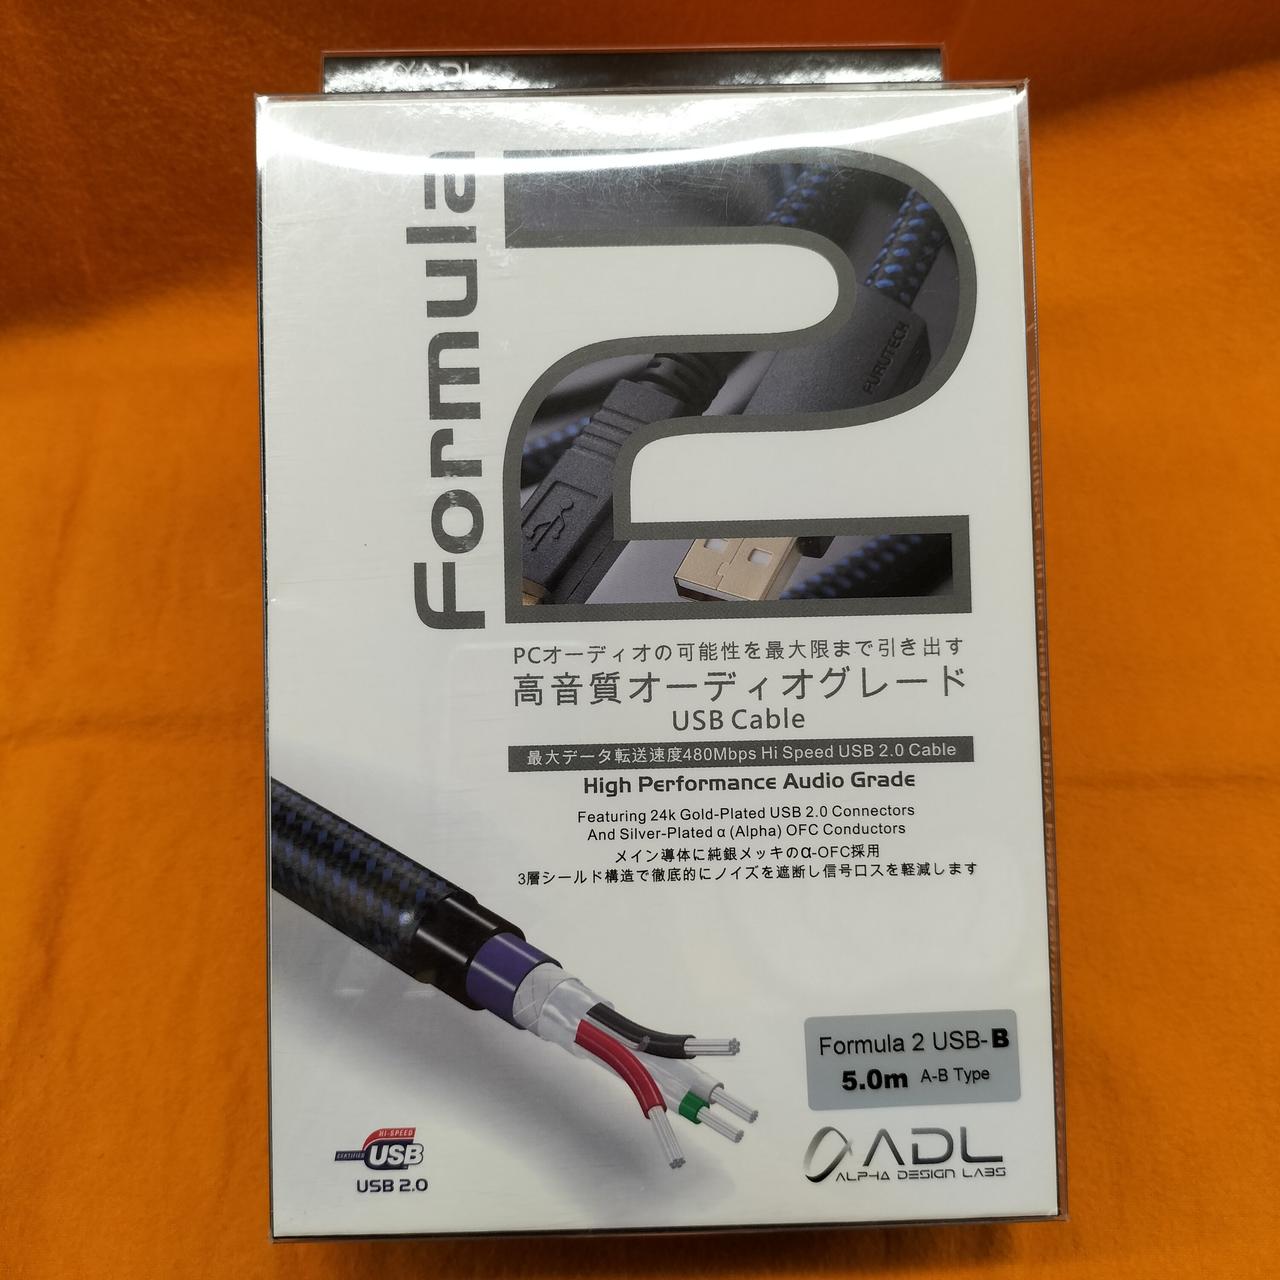 ADL
Formula
2
FURUTECH
PCオーディオの可能性を最大限まで引き出す
高音質オーディオグレード
USB Cable
最大データ転送速度480Mbps Hi Speed USB 2.0 Cable
High Performance Audio Grade
Featuring 24k Gold-Plated USB 2.0 Connectors
And Silver-Plated α (Alpha) OFC Conductors
メイン導体に純銀メッキのα-OFC採用
3層シールド構造で徹底的にノイズを遮断し信号ロスを軽減します
Formula 2 USB-B
5.0m A-B Type
HI-SPEED
CERTIFIED
USB
USB 2.0
ADL
ALPHA DESIGN LABS